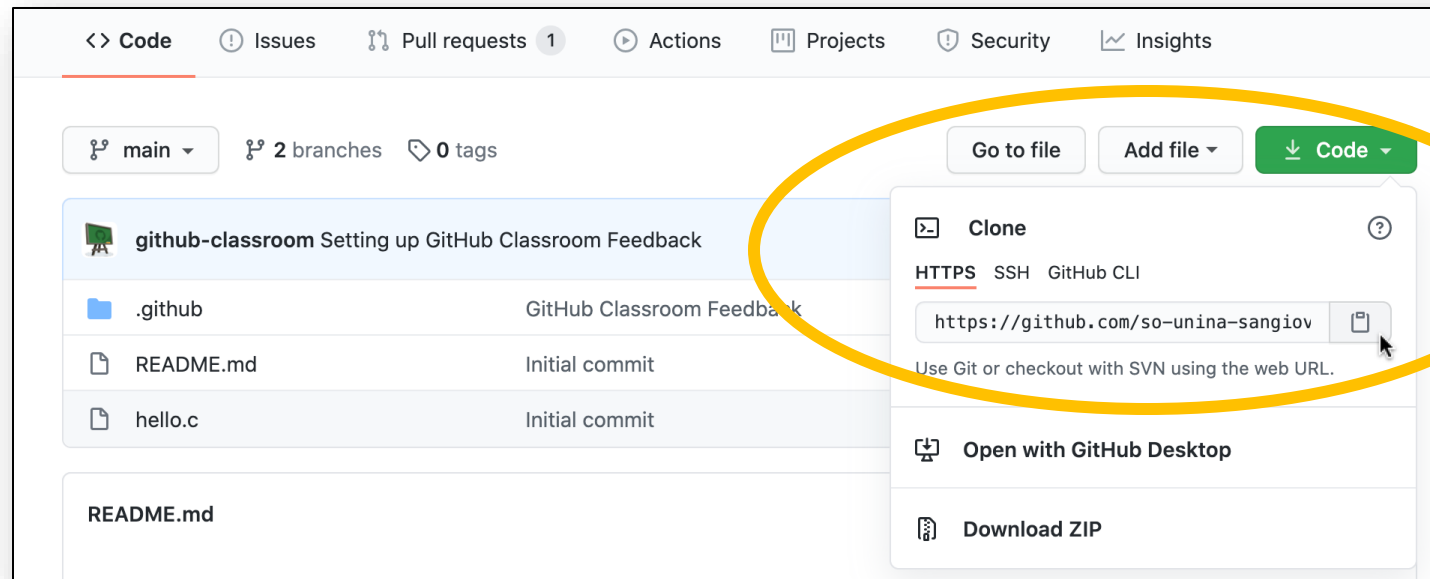 Code Issues Pull requests 1 Actions Projects Security Insights
main 2 branches 0 tags Go to file Add file Code
github-classroom Setting up GitHub Classroom Feedback
.github GitHub Classroom Feedback
README.md Initial commit
hello.c Initial commit
README.md
Clone
HTTPS SSH GitHub CLI
https://github.com/so-unina-sangiov
Use Git or checkout with SVN using the web URL.
Open with GitHub Desktop
Download ZIP